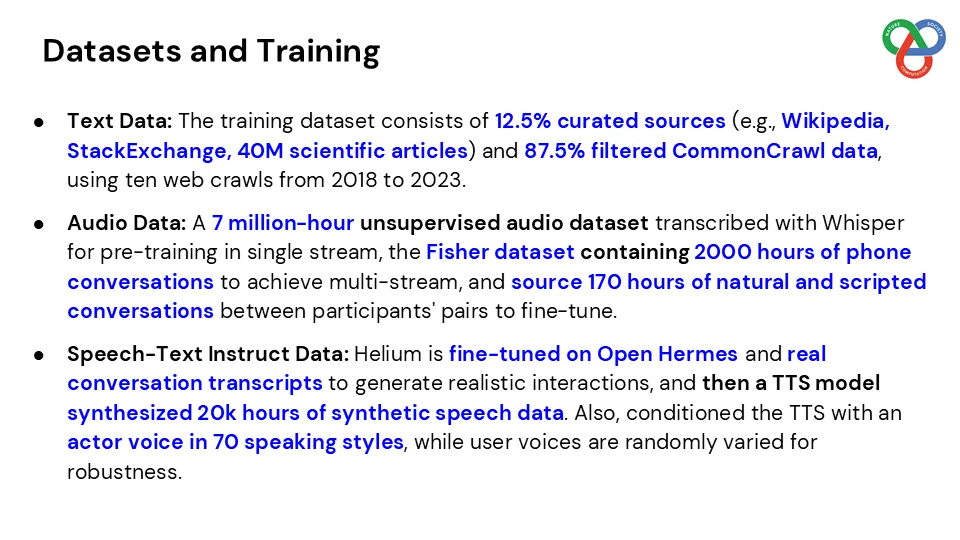 Datasets and Training
NATURE
SOCIETY
COMPUTATION
● Text Data: The training dataset consists of 12.5% curated sources (e.g., Wikipedia,
StackExchange, 40M scientific articles) and 87.5% filtered CommonCrawl data,
using ten web crawls from 2018 to 2023.
● Audio Data: A 7 million-hour unsupervised audio dataset transcribed with Whisper
for pre-training in single stream, the Fisher dataset containing 2000 hours of phone
conversations to achieve multi-stream, and source 170 hours of natural and scripted
conversations between participants' pairs to fine-tune.
● Speech-Text Instruct Data: Helium is fine-tuned on Open Hermes and real
conversation transcripts to generate realistic interactions, and then a TTS model
synthesized 20k hours of synthetic speech data. Also, conditioned the TTS with an
actor voice in 70 speaking styles, while user voices are randomly varied for
robustness.